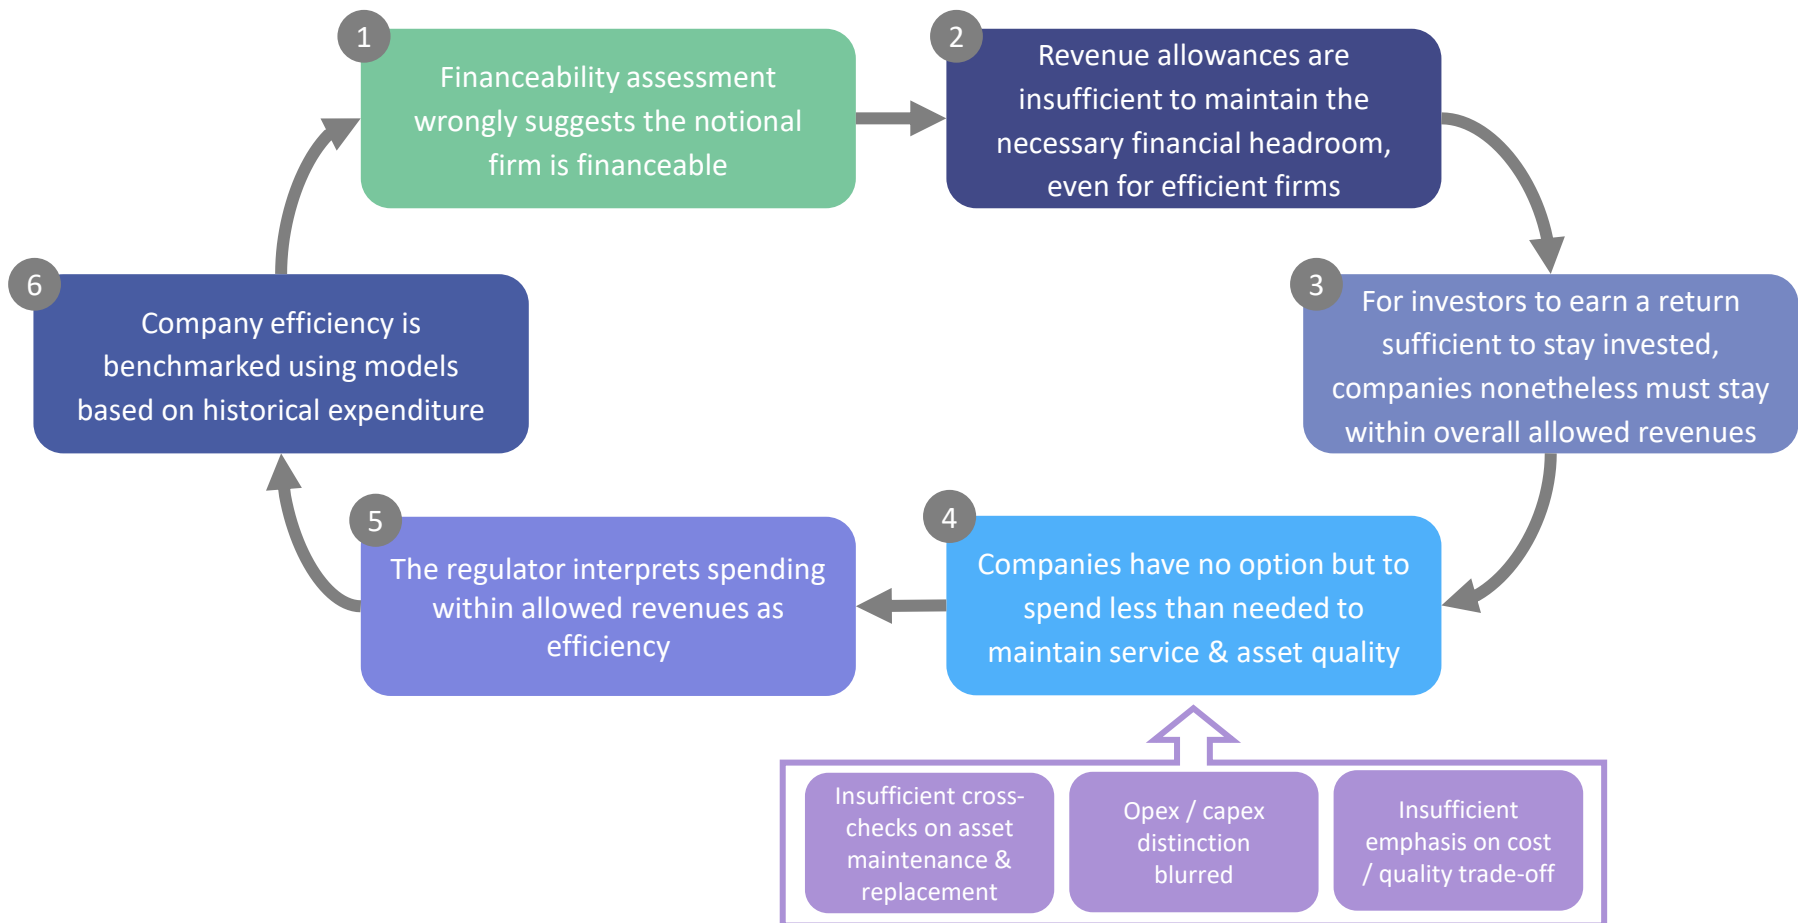 1
Financeability assessment
wrongly suggests the notional
firm is financeable
2
Revenue allowances are
insufficient to maintain the
necessary financial headroom,
even for efficient firms
3
For investors to earn a return
sufficient to stay invested,
companies nonetheless must stay
within overall allowed revenues
4
Companies have no option but to
spend less than needed to
maintain service & asset quality
5
The regulator interprets spending
within allowed revenues as
efficiency
6
Company efficiency is
benchmarked using models
based on historical expenditure
Insufficient cross-
checks on asset
maintenance &
replacement
Opex / capex
distinction
blurred
Insufficient
emphasis on cost
/ quality trade-off